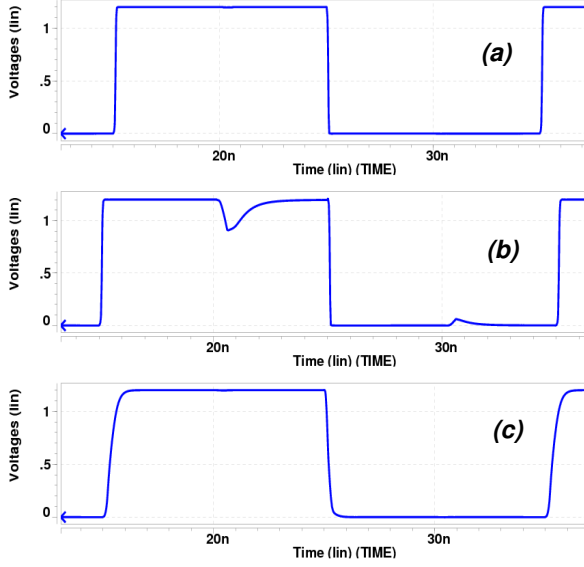 Voltages (lin)
1
.5
0
(a)
20n
30n
Time (lin) (TIME)
Voltages (lin)
1
.5
0
(b)
20n
30n
Time (lin) (TIME)
Voltages (lin)
1
.5
0
(c)
20n
30n
Time (lin) (TIME)